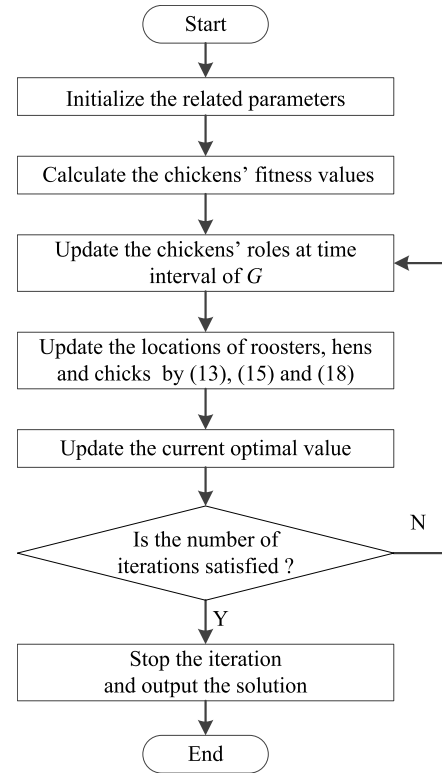 Start
Initialize the related parameters
Calculate the chickens' fitness values
Update the chickens' roles at time
interval of G
Update the locations of roosters, hens
and chicks by (13), (15) and (18)
Update the current optimal value
Is the number of
iterations satisfied ?
N
Y
Stop the iteration
and output the solution
End